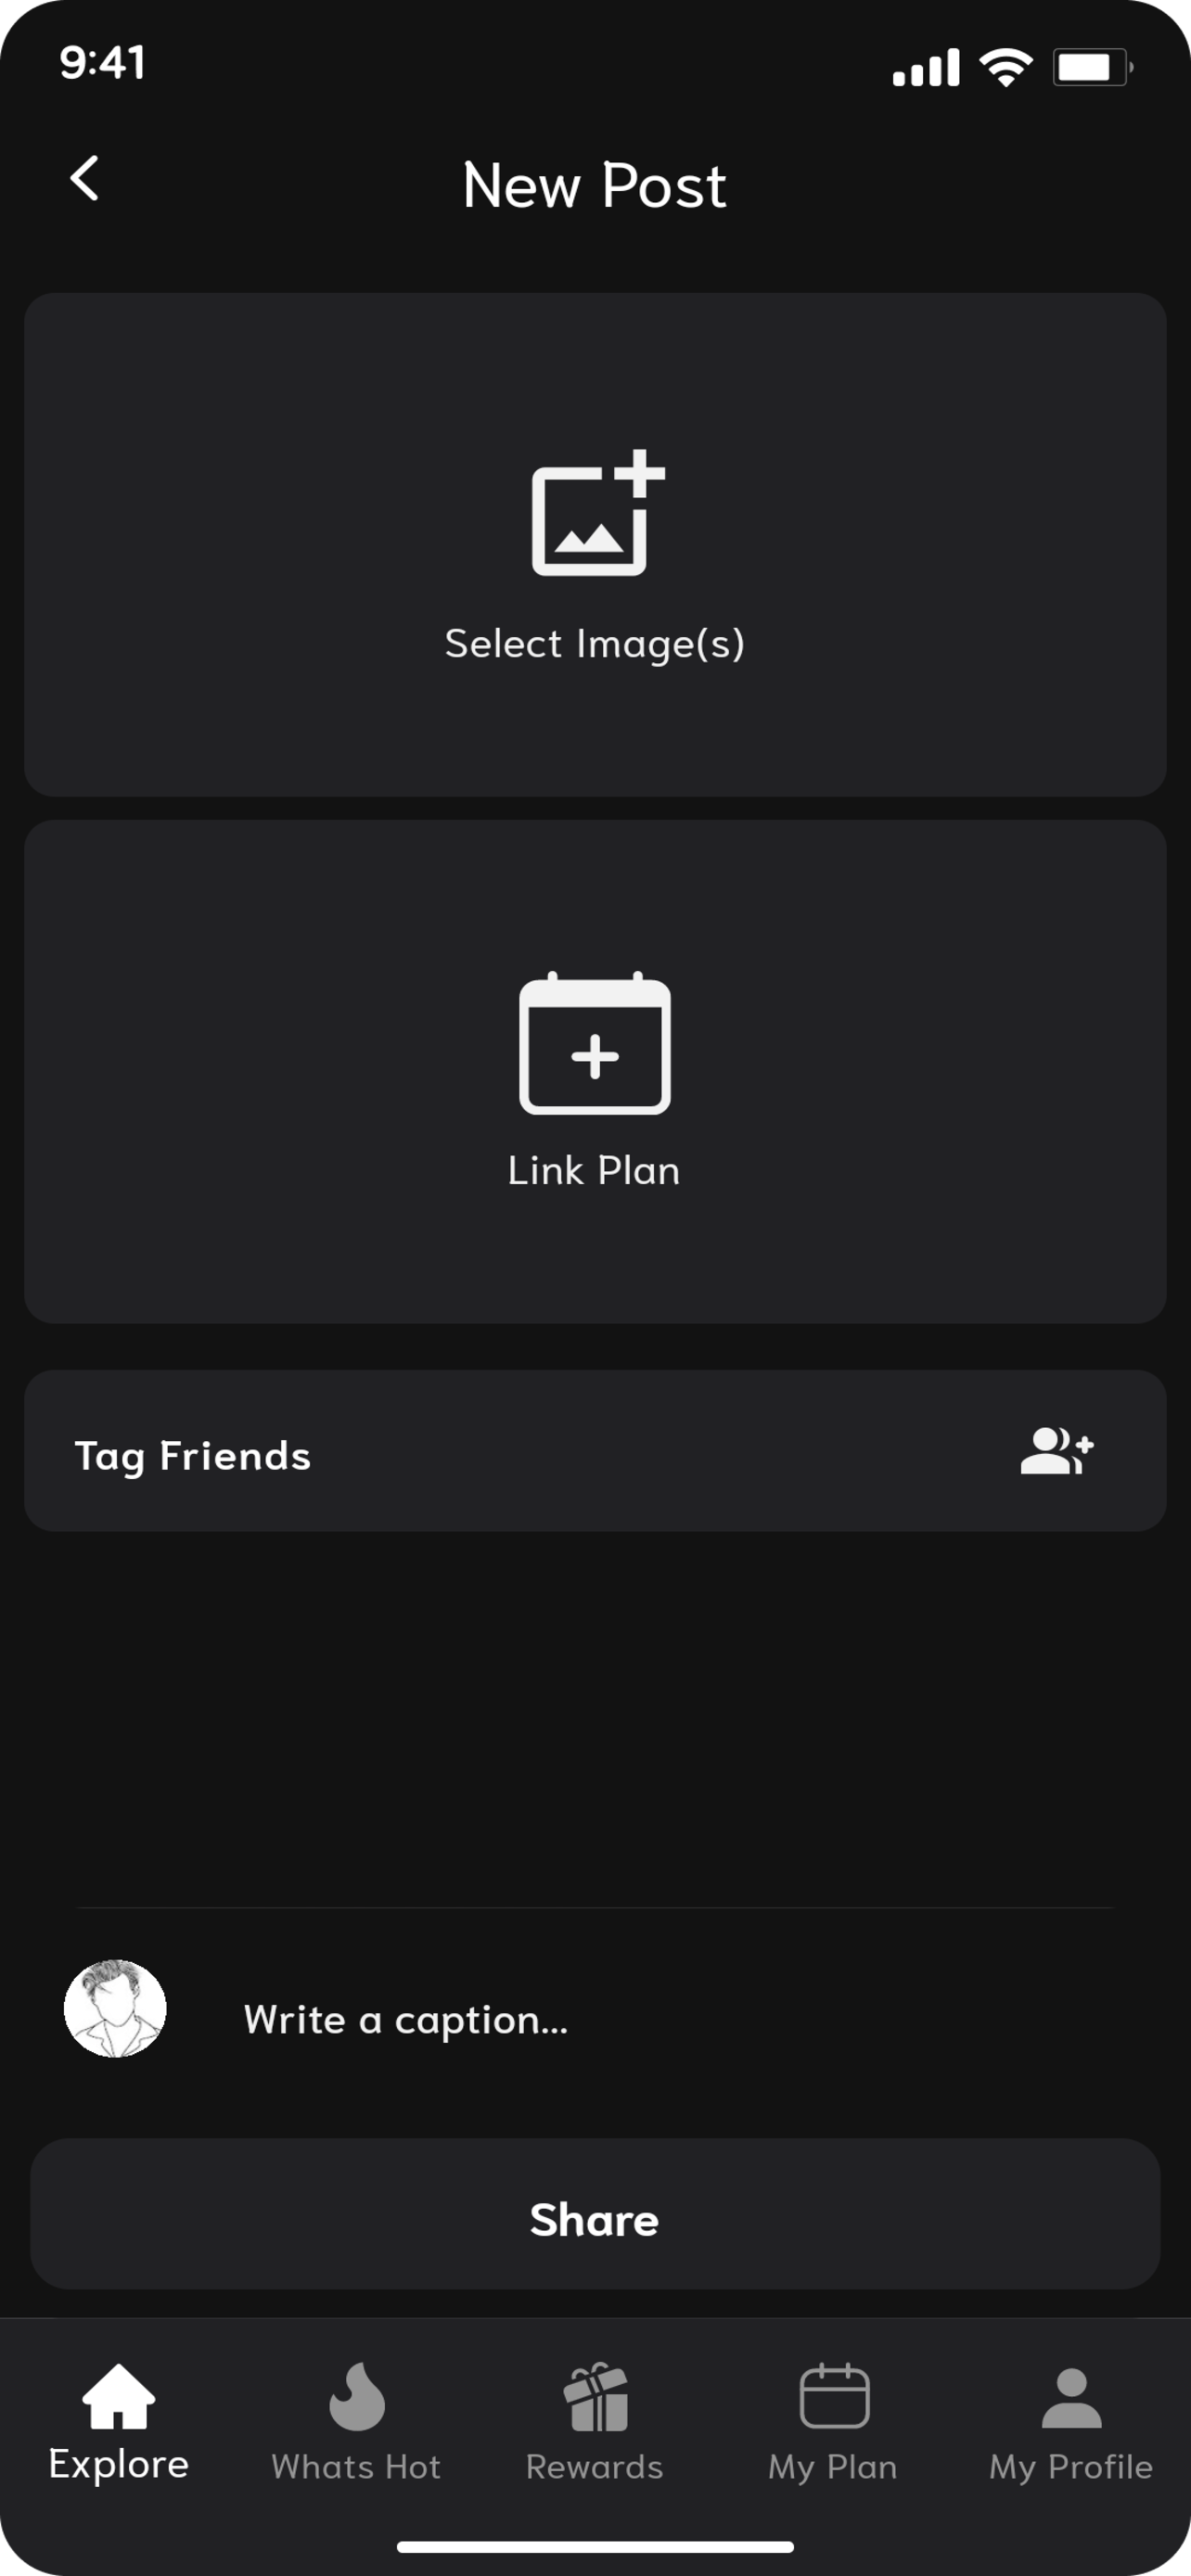 9:41
New Post
Select Image(s)
Link Plan
Tag Friends
Write a caption...
Share
Explore
Whats Hot
Rewards
My Plan
My Profile